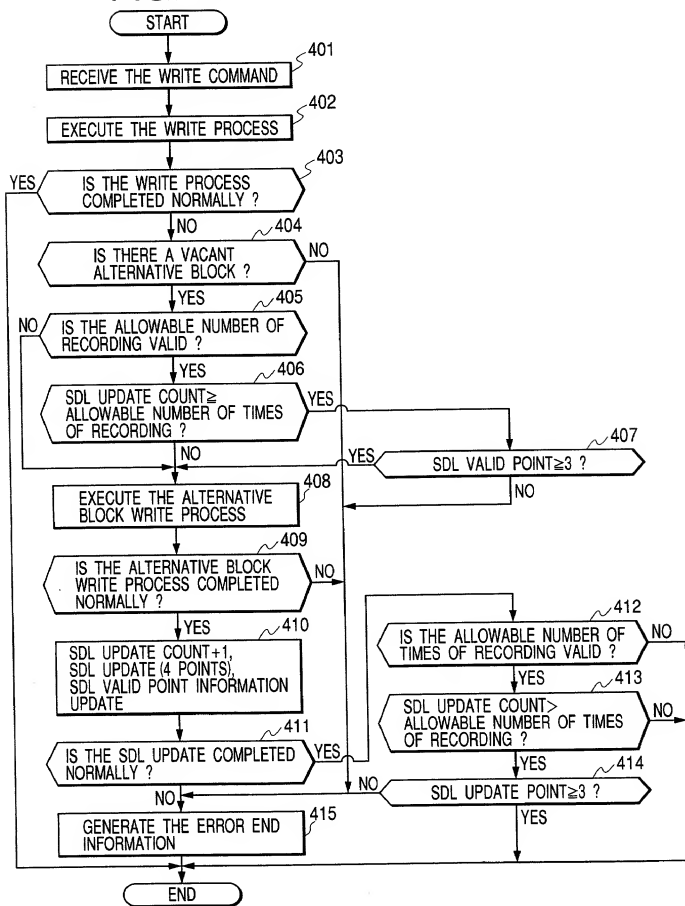 START
401
RECEIVE THE WRITE COMMAND
402
EXECUTE THE WRITE PROCESS
403
YES
IS THE WRITE PROCESS
COMPLETED NORMALLY ?
NO
404
IS THERE A VACANT
ALTERNATIVE BLOCK ?
NO
YES
405
NO
IS THE ALLOWABLE NUMBER OF
RECORDING VALID ?
YES
406
SDL UPDATE COUNT≧
ALLOWABLE NUMBER OF TIMES
OF RECORDING ?
YES
NO
407
YES
SDL VALID POINT≧3 ?
NO
408
EXECUTE THE ALTERNATIVE
BLOCK WRITE PROCESS
409
IS THE ALTERNATIVE BLOCK
WRITE PROCESS COMPLETED
NORMALLY ?
NO
YES
410
SDL UPDATE COUNT+1,
SDL UPDATE (4 POINTS),
SDL VALID POINT INFORMATION
UPDATE
411
IS THE SDL UPDATE COMPLETED
NORMALLY ?
YES
NO
412
IS THE ALLOWABLE NUMBER OF
TIMES OF RECORDING VALID ?
NO
YES
413
SDL UPDATE COUNT>
ALLOWABLE NUMBER OF TIMES
OF RECORDING ?
NO
YES
414
NO
SDL UPDATE POINT≧3 ?
YES
415
GENERATE THE ERROR END
INFORMATION
END